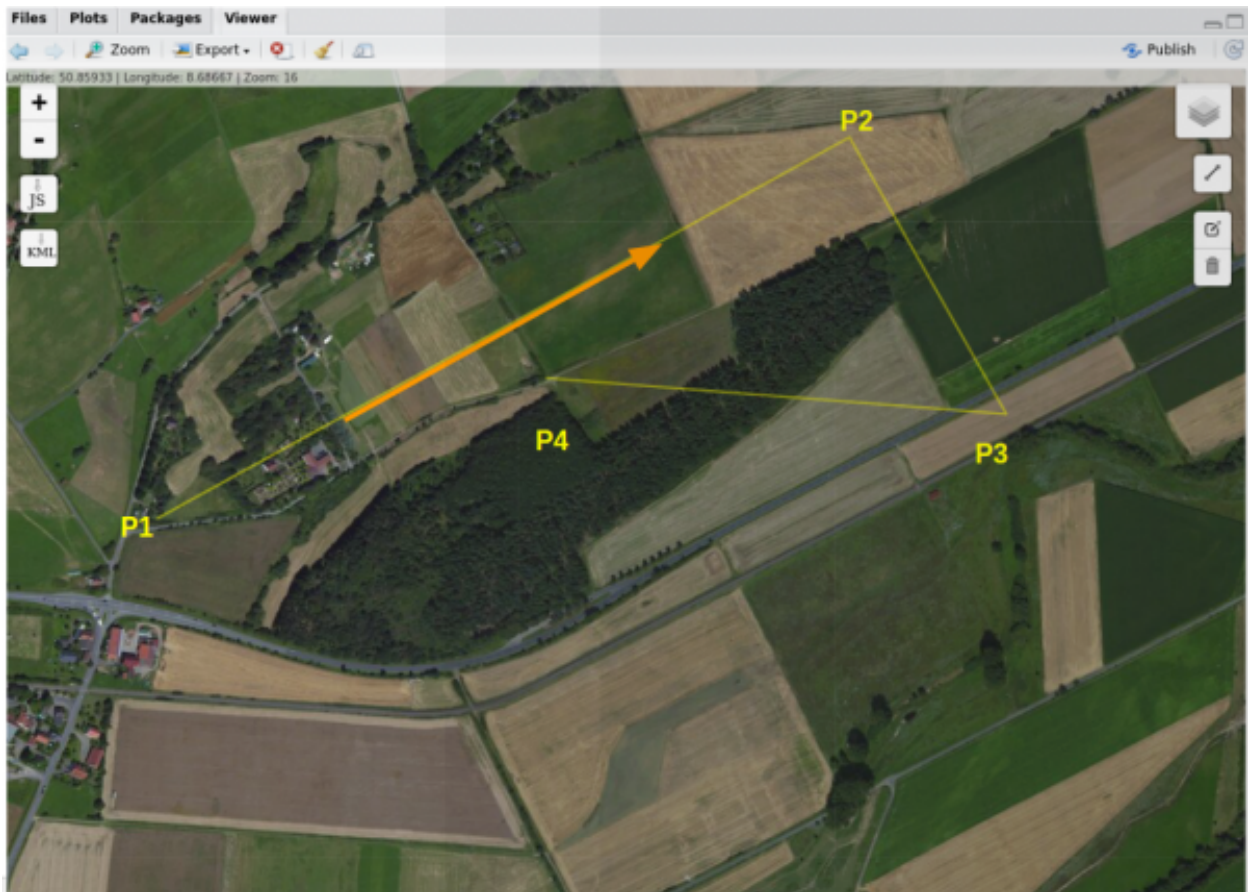 Files Plots Packages Viewer
Zoom Export Publish
Latitude: 50.85933 | Longitude: 8.68667 | Zoom: 16
+
-
JS
KML
P2
P4
P3
P1